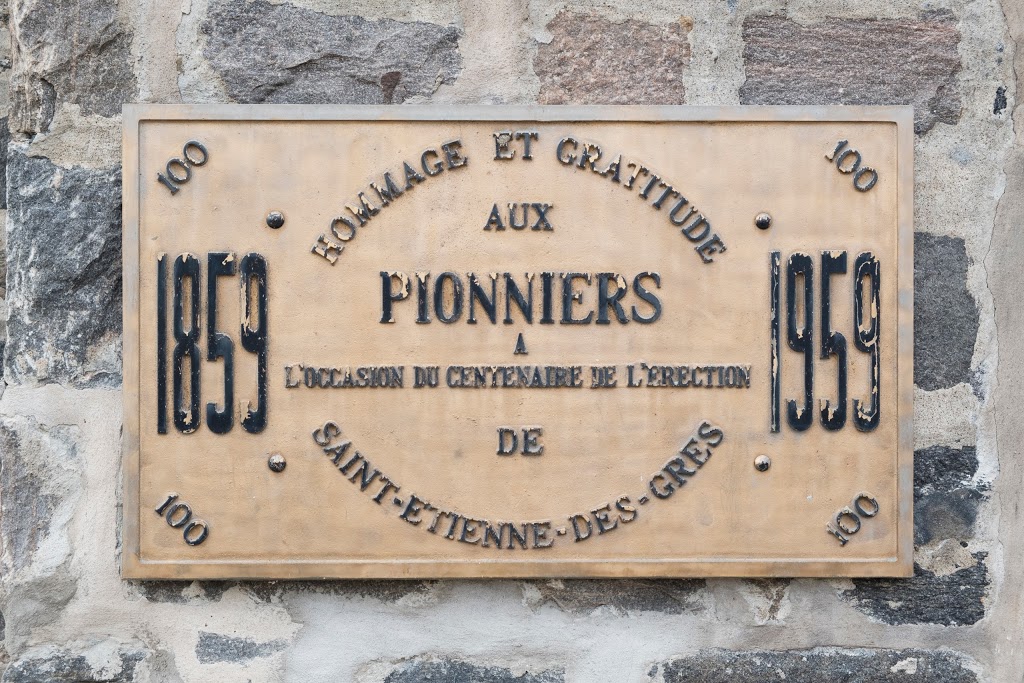 100
100
HOMMAGE ET GRATITUDE
AUX
PIONNIERS
1859
1959
A
L'OCCASION DU CENTENAIRE DE L'ERECTION
DE
SAINT-ETIENNE-DES-GRES
100
100